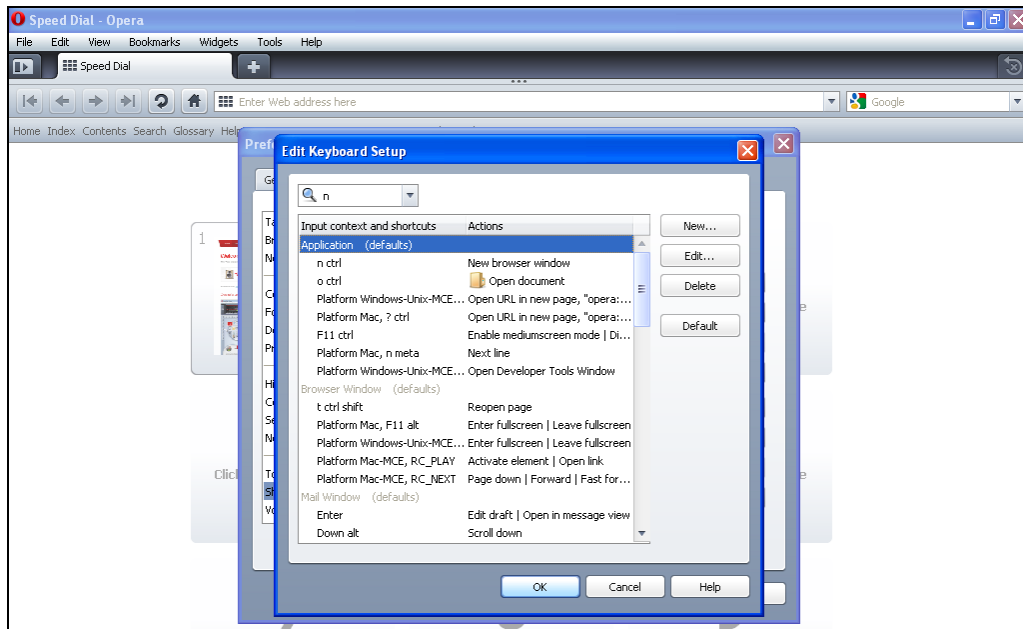 Speed Dial - Opera
File Edit View Bookmarks Widgets Tools Help
Speed Dial
Enter Web address here Google
Home Index Contents Search Glossary Help
Edit Keyboard Setup
n
Input context and shortcuts Actions
New...
Application (defaults)
Edit...
n ctrl New browser window
o ctrl Open document
Delete
Platform Windows-Unix-MCE... Open URL in new page, "opera:...
Platform Mac, ? ctrl Open URL in new page, "opera:...
Default
F11 ctrl Enable mediumscreen mode | Di...
Platform Mac, n meta Next line
Platform Windows-Unix-MCE... Open Developer Tools Window
Browser Window (defaults)
t ctrl shift Reopen page
Platform Mac, F11 alt Enter fullscreen | Leave fullscreen
Platform Windows-Unix-MCE... Enter fullscreen | Leave fullscreen
Platform Mac-MCE, RC_PLAY Activate element | Open link
Platform Mac-MCE, RC_NEXT Page down | Forward | Fast for...
Mail Window (defaults)
Enter Edit draft | Open in message view
Down alt Scroll down
OK Cancel Help
1